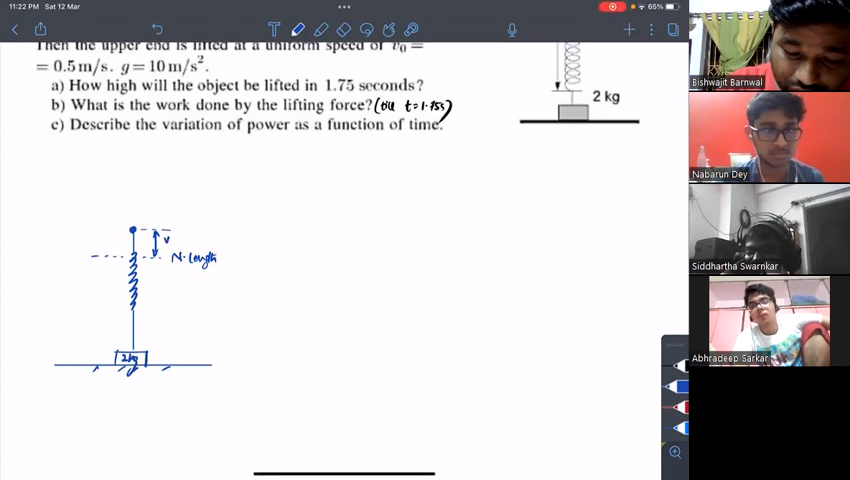 11:22 PM Sat 12 Mar
65%
Then the upper end is lifted at a uniform speed of v₀ =
= 0.5 m/s. g = 10 m/s².
a) How high will the object be lifted in 1.75 seconds?
b) What is the work done by the lifting force? (till t = 1.75s)
c) Describe the variation of power as a function of time.
2 kg
v
N. Length
2kg
Bishwajit Barnwal
Nabarun Dey
Siddhartha Swarnkar
Abhradeep Sarkar